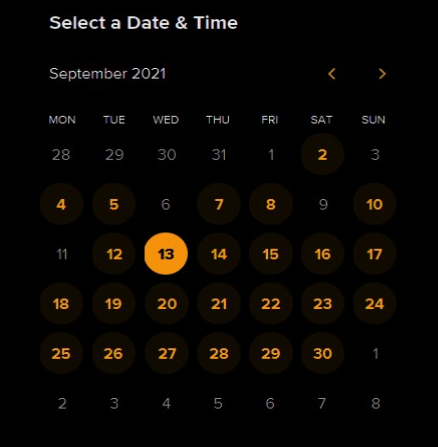 Select a Date & Time
September 2021 < >
MON TUE WED THU FRI SAT SUN
28 29 30 31 1 2 3
4 5 6 7 8 9 10
11 12 13 14 15 16 17
18 19 20 21 22 23 24
25 26 27 28 29 30 1
2 3 4 5 6 7 8